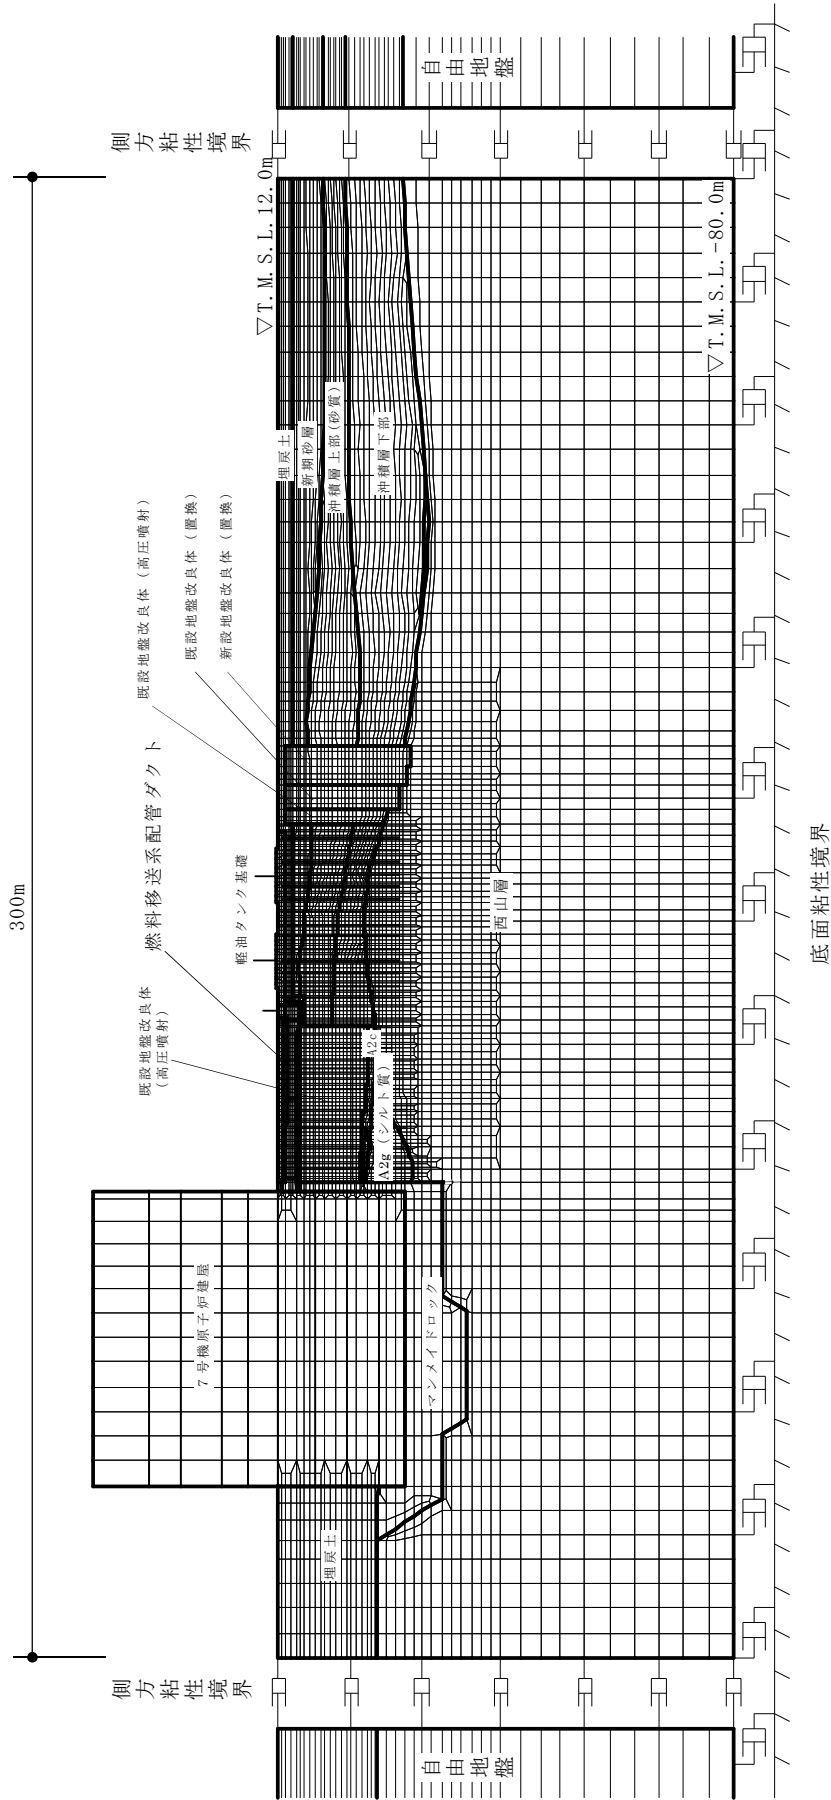 300m
側方粘性境界
側方粘性境界
▽T.M.S.L.12.0m
▽T.M.S.L.-80.0m
自由地盤
自由地盤
7号機原子炉建屋
埋戻土
マンメイドロック
既設地盤改良体
(高圧噴射)
燃料移送系配管ダクト
軽油タンク基礎
既設地盤改良体(高圧噴射)
既設地盤改良体(置換)
新設地盤改良体(置換)
埋戻土
新期砂層
沖積層上部(砂質)
沖積層下部
A2c
A2g(シルト質)
西山層
底面粘性境界